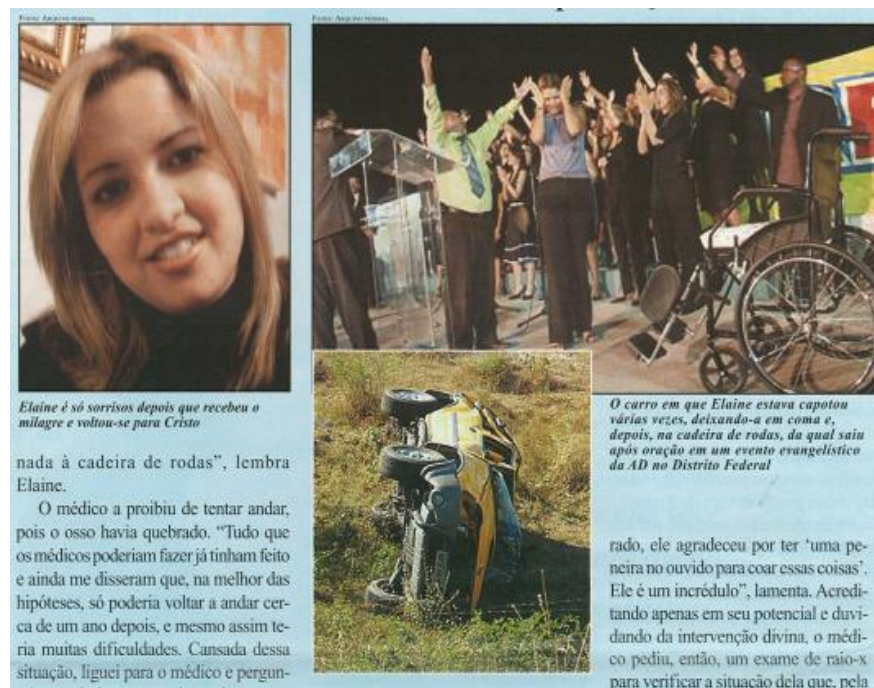 Fonte: Arquivo pessoal
Fonte: Arquivo pessoal
Elaine é só sorrisos depois que recebeu o
milagre e voltou-se para Cristo
O carro em que Elaine estava capotou
várias vezes, deixando-a em coma e,
depois, na cadeira de rodas, da qual saiu
após oração em um evento evangelístico
da AD no Distrito Federal
nada à cadeira de rodas”, lembra
Elaine.
O médico a proibiu de tentar andar,
pois o osso havia quebrado. “Tudo que
os médicos poderiam fazer já tinham feito
e ainda me disseram que, na melhor das
hipóteses, só poderia voltar a andar cer-
ca de um ano depois, e mesmo assim te-
ria muitas dificuldades. Cansada dessa
situação, liguei para o médico e pergun-
rado, ele agradeceu por ter ‘uma pe-
neira no ouvido para coar essas coisas’.
Ele é um incrédulo”, lamenta. Acredi-
tando apenas em seu potencial e duvi-
dando da intervenção divina, o médi-
co pediu, então, um exame de raio-x
para verificar a situação dela que, pela